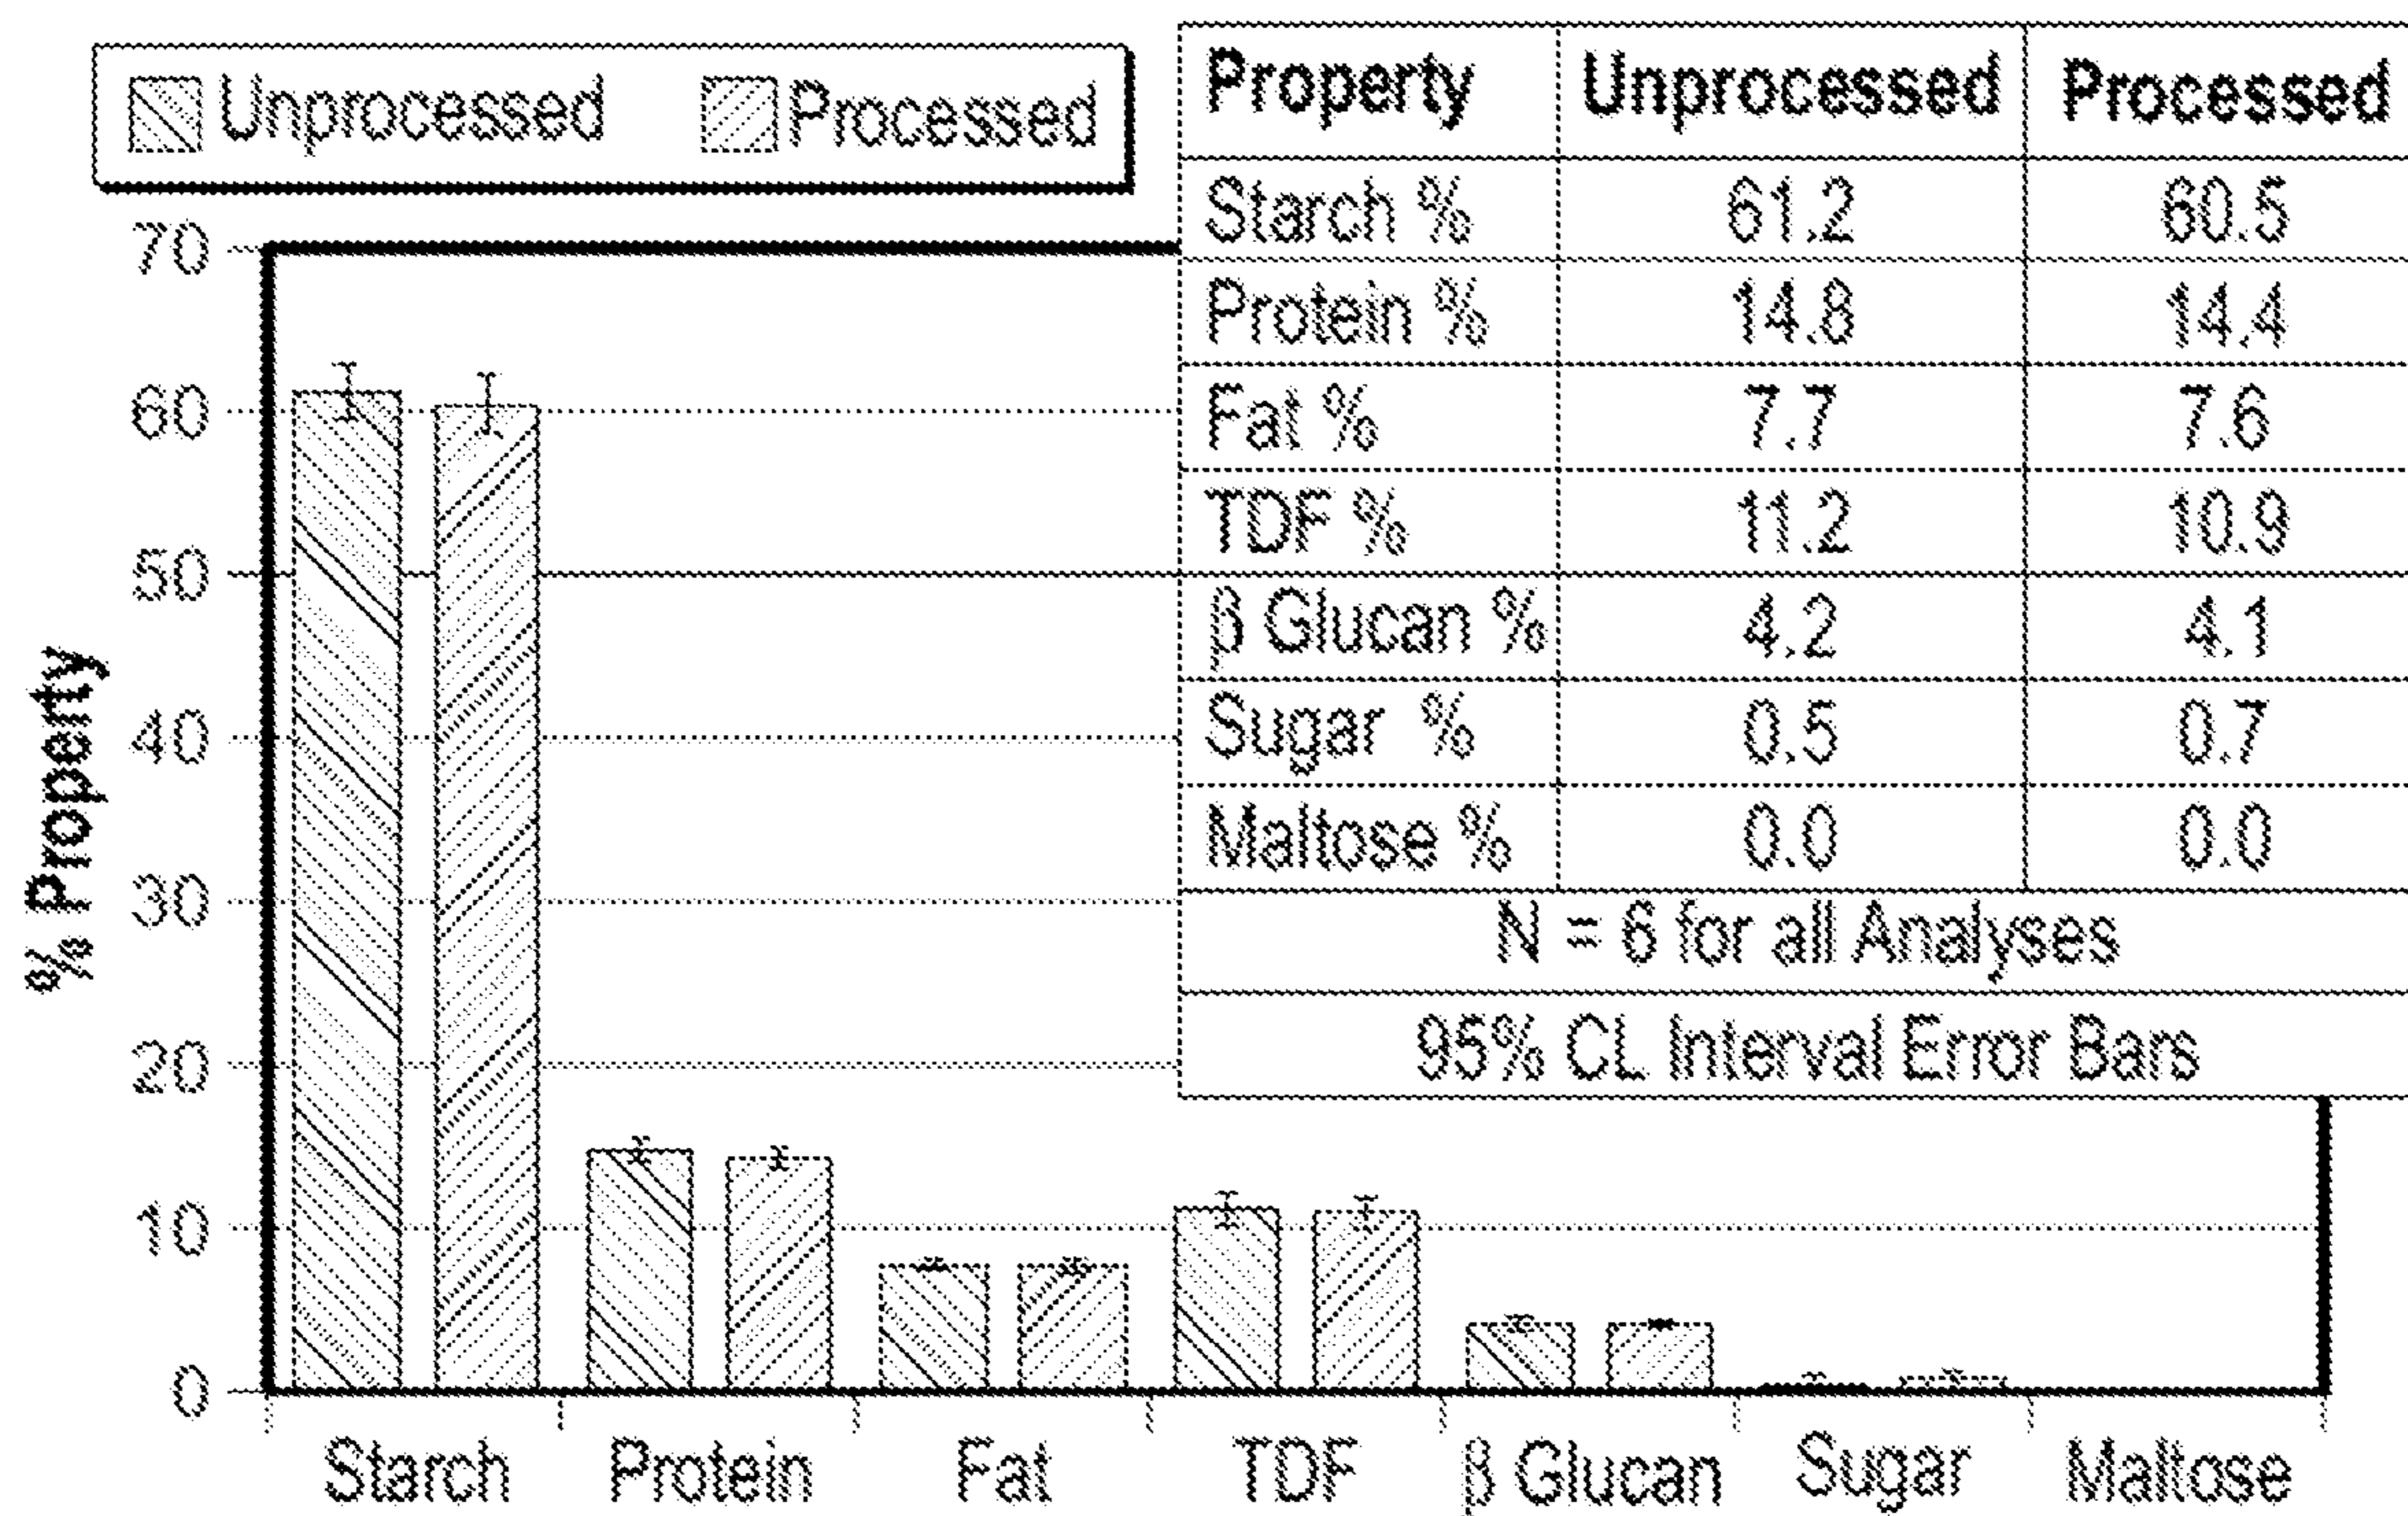 Unprocessed Processed
Property Unprocessed Processed
Starch % 61.2 60.5
Protein % 14.8 14.4
Fat % 7.7 7.6
TDF % 11.2 10.9
β Glucan % 4.2 4.1
Sugar % 0.5 0.7
Maltose % 0.0 0.0
N = 6 for all Analyses
95% CL Interval Error Bars
% Property
70
60
50
40
30
20
10
0
Starch Protein Fat TDF β Glucan Sugar Maltose